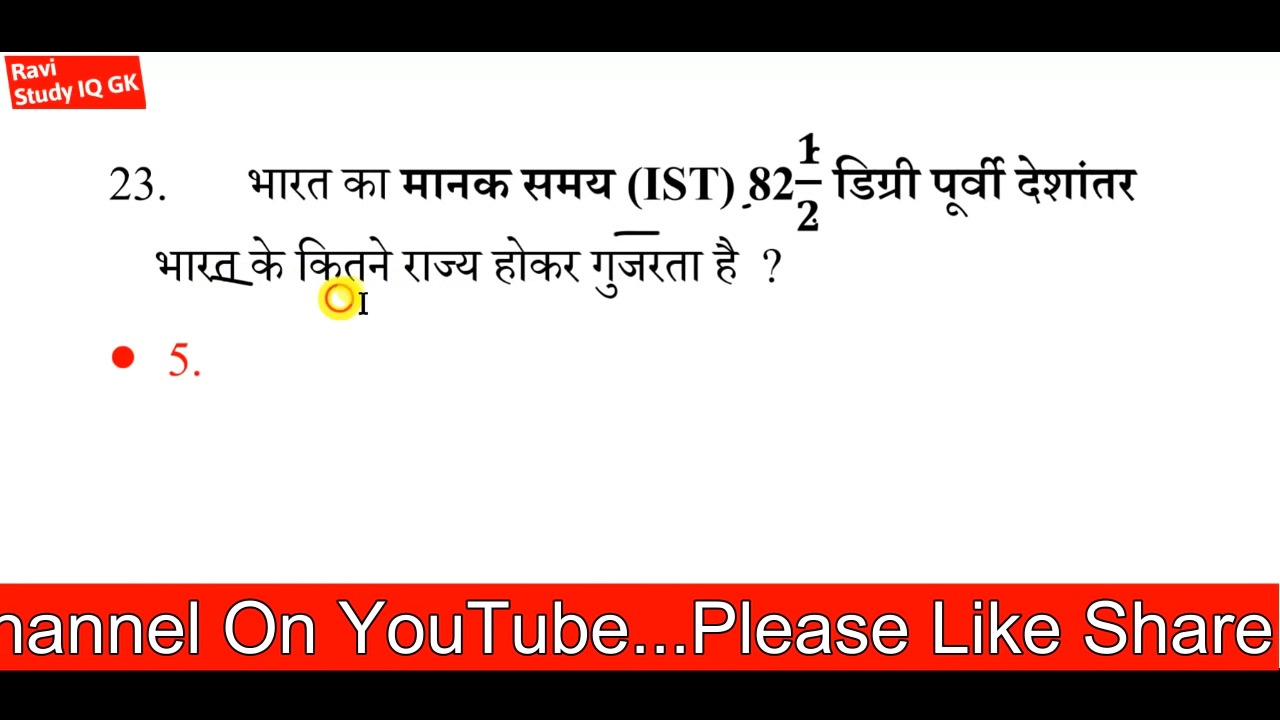 Ravi
Study IQ GK
23. भारत का मानक समय (IST) 82 1/2 डिग्री पूर्वी देशांतर
भारत के कितने राज्य होकर गुजरता है ?
• 5.
hannel On YouTube...Please Like Share